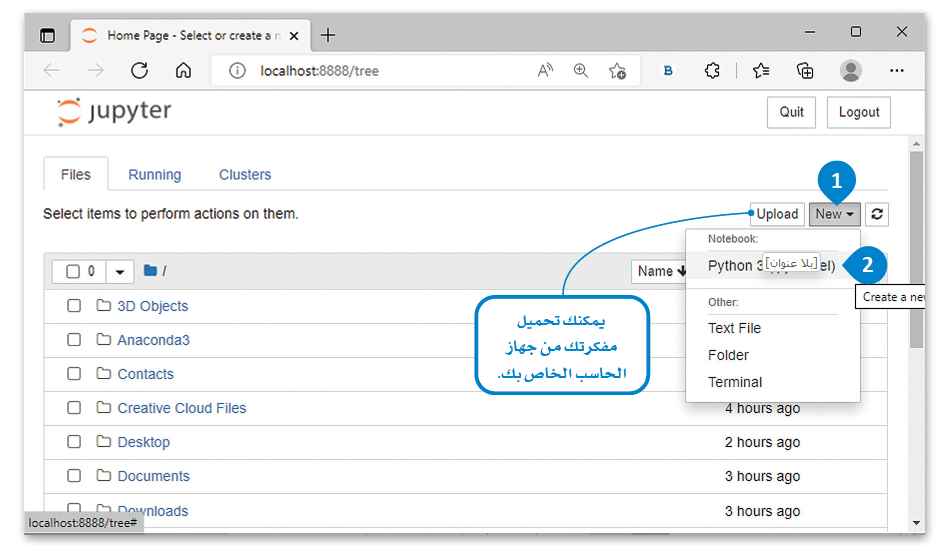 Home Page - Select or create a n
localhost:8888/tree
B
jupyter
Quit
Logout
Files
Running
Clusters
1
Select items to perform actions on them.
Upload
New
Notebook:
0
/
Name
Python 3
[بلا عنوان]
el)
2
Create a new
Other:
Text File
Folder
Terminal
يمكنك تحميل
مفكرتك من جهاز
الحاسب الخاص بك.
3D Objects
Anaconda3
Contacts
Creative Cloud Files
4 hours ago
Desktop
2 hours ago
Documents
3 hours ago
Downloads
3 hours ago
localhost:8888/tree#